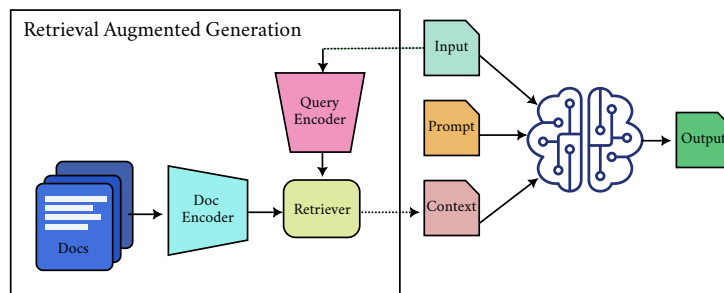 Retrieval Augmented Generation
Input
Query
Encoder
Prompt
Output
Doc
Encoder
Retriever
Context
Docs